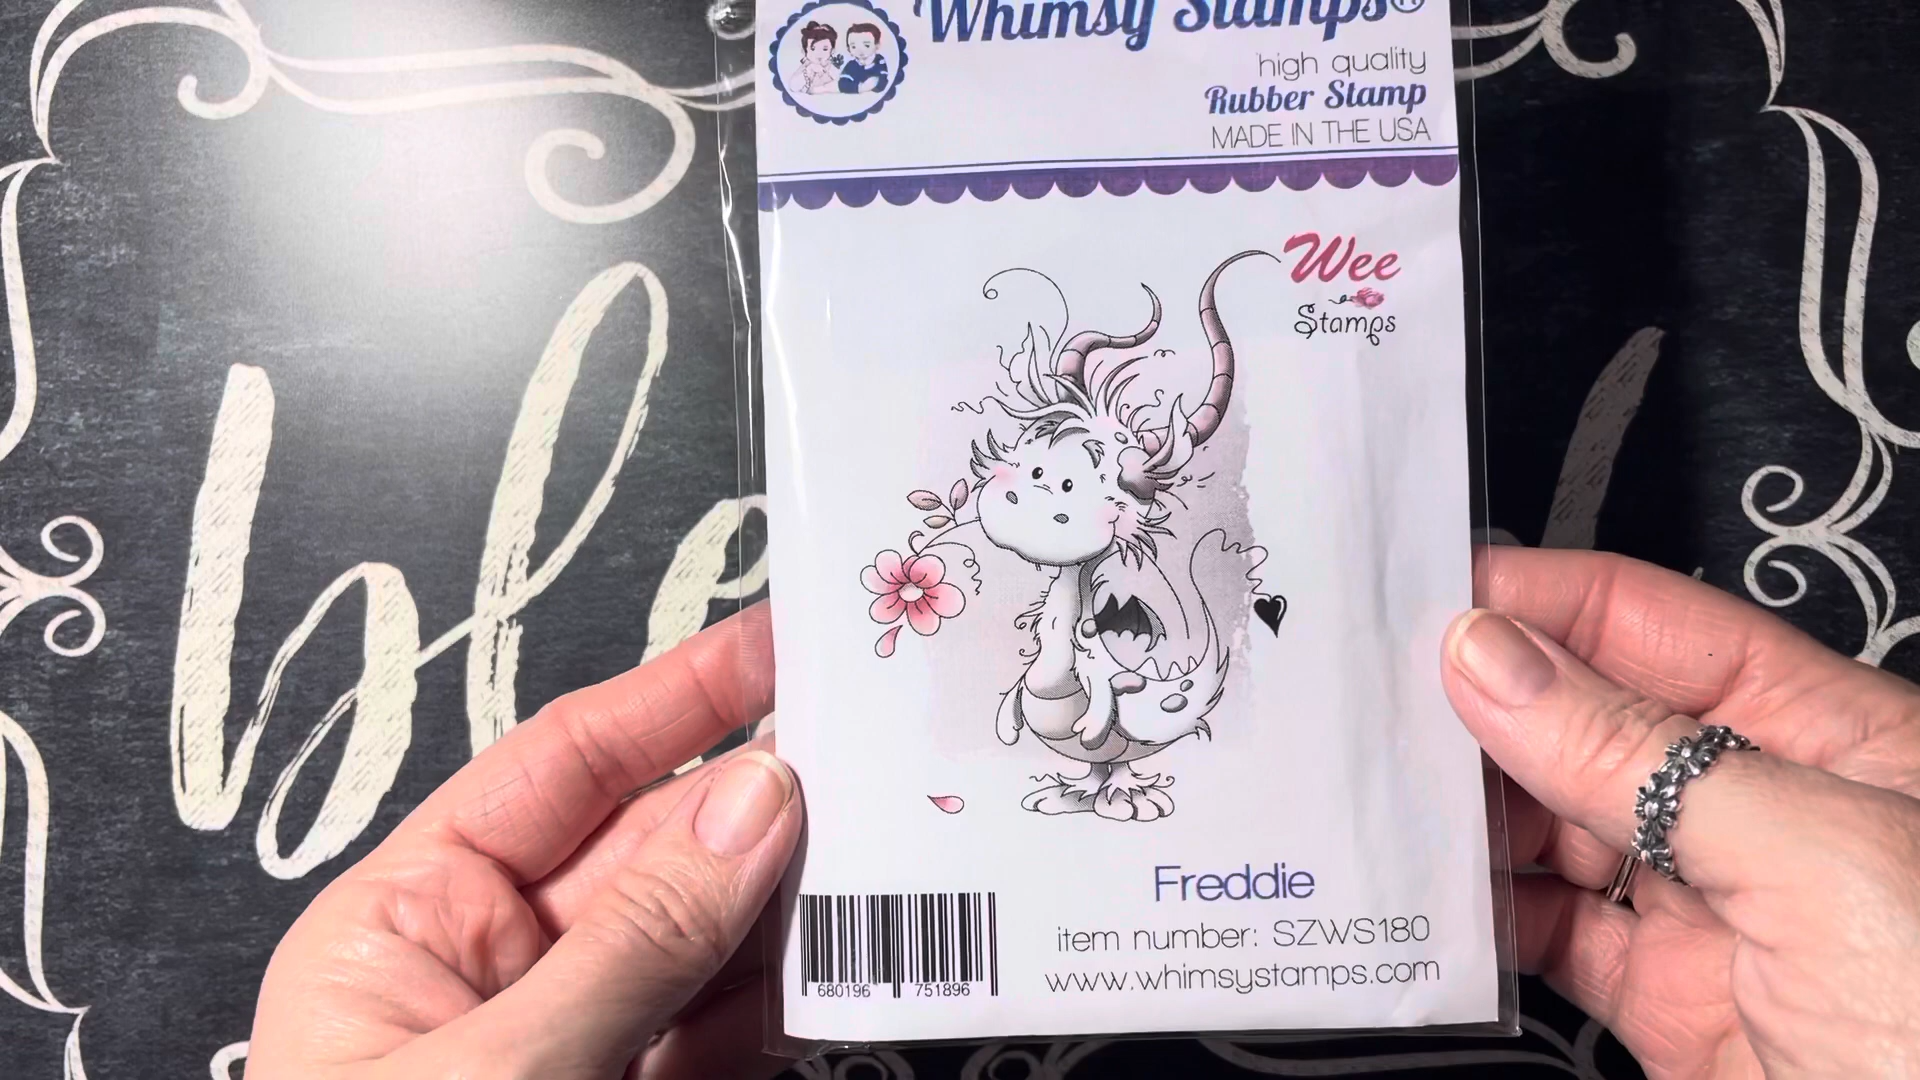 Whimsy Stamps®
high quality
Rubber Stamp
MADE IN THE USA
Wee
Stamps
Freddie
item number: SZWS180
www.whimsystamps.com
680196 751896